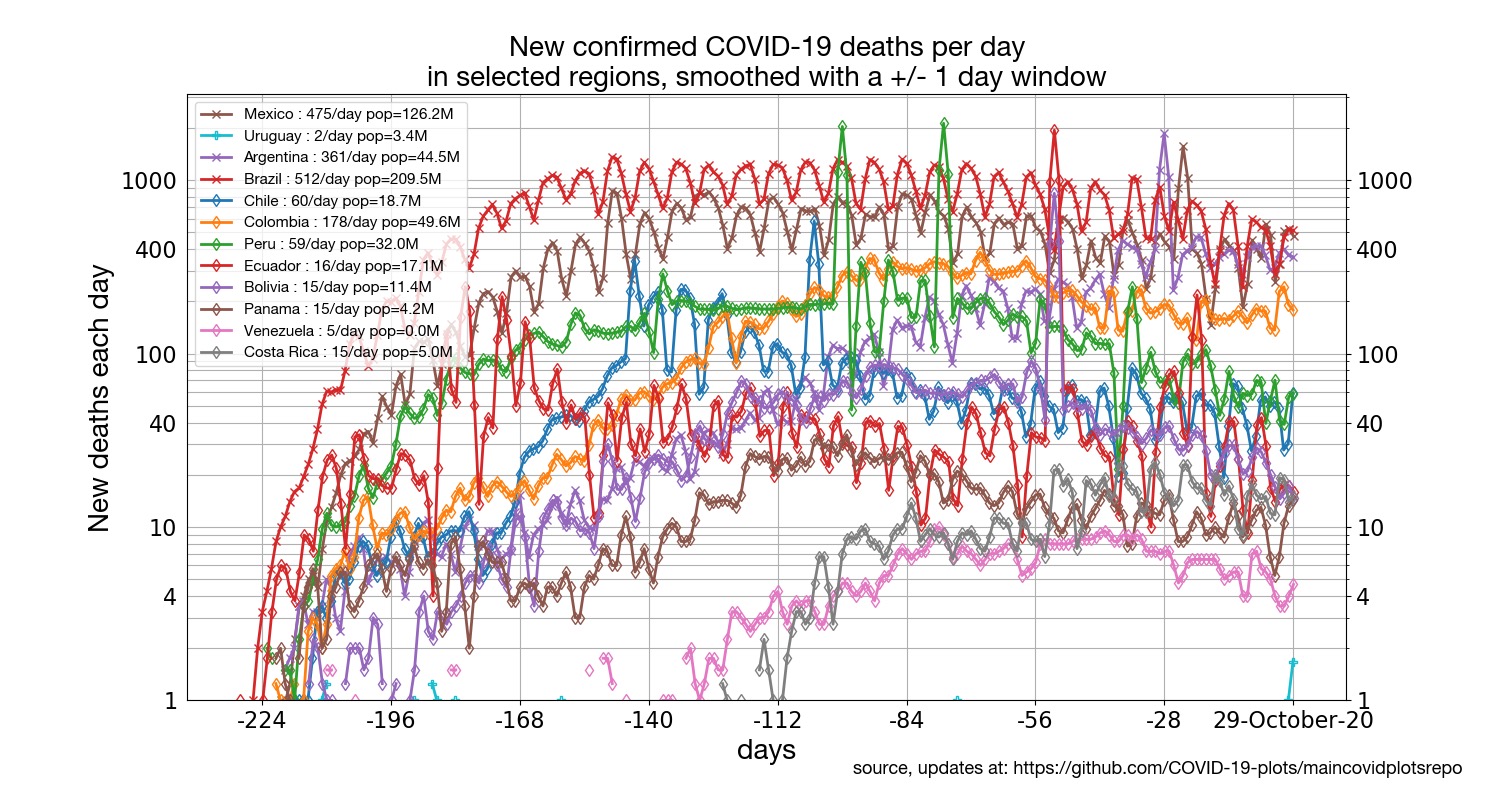 New confirmed COVID-19 deaths per day
in selected regions, smoothed with a +/- 1 day window
Mexico : 475/day pop=126.2M
Uruguay : 2/day pop=3.4M
Argentina : 361/day pop=44.5M
Brazil : 512/day pop=209.5M
Chile : 60/day pop=18.7M
Colombia : 178/day pop=49.6M
Peru : 59/day pop=32.0M
Ecuador : 16/day pop=17.1M
Bolivia : 15/day pop=11.4M
Panama : 15/day pop=4.2M
Venezuela : 5/day pop=0.0M
Costa Rica : 15/day pop=5.0M
New deaths each day
1000
400
100
40
10
4
1
1000
400
100
40
10
4
1
-224 -196 -168 -140 -112 -84 -56 -28 29-October-20
days
source, updates at: https://github.com/COVID-19-plots/maincovidplotsrepo